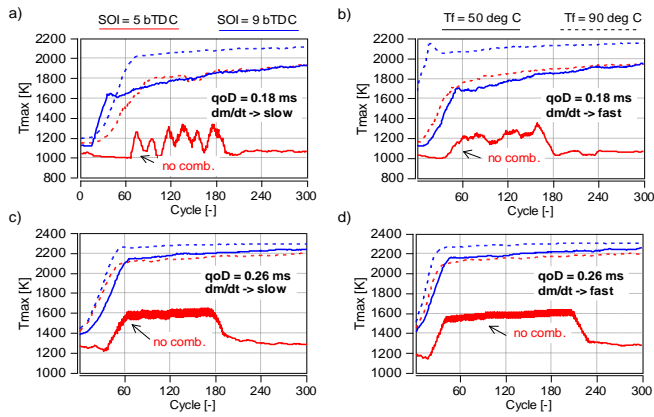 a) SOI = 5 bTDC SOI = 9 bTDC b) Tf = 50 deg C Tf = 90 deg C
Tmax [K]
2200
2000
1800
1600
1400
1200
1000
800
qoD = 0.18 ms
dm/dt -> slow
no comb.
0 60 120 180 240 300
Cycle [-]
Tmax [K]
2200
2000
1800
1600
1400
1200
1000
800
qoD = 0.18 ms
dm/dt -> fast
no comb.
60 120 180 240 300
Cycle [-]
c)
Tmax [K]
2400
2200
2000
1800
1600
1400
1200
1000
qoD = 0.26 ms
dm/dt -> slow
no comb.
60 120 180 240 300
Cycle [-]
d)
Tmax [K]
2400
2200
2000
1800
1600
1400
1200
1000
qoD = 0.26 ms
dm/dt -> fast
no comb.
60 120 180 240 300
Cycle [-]